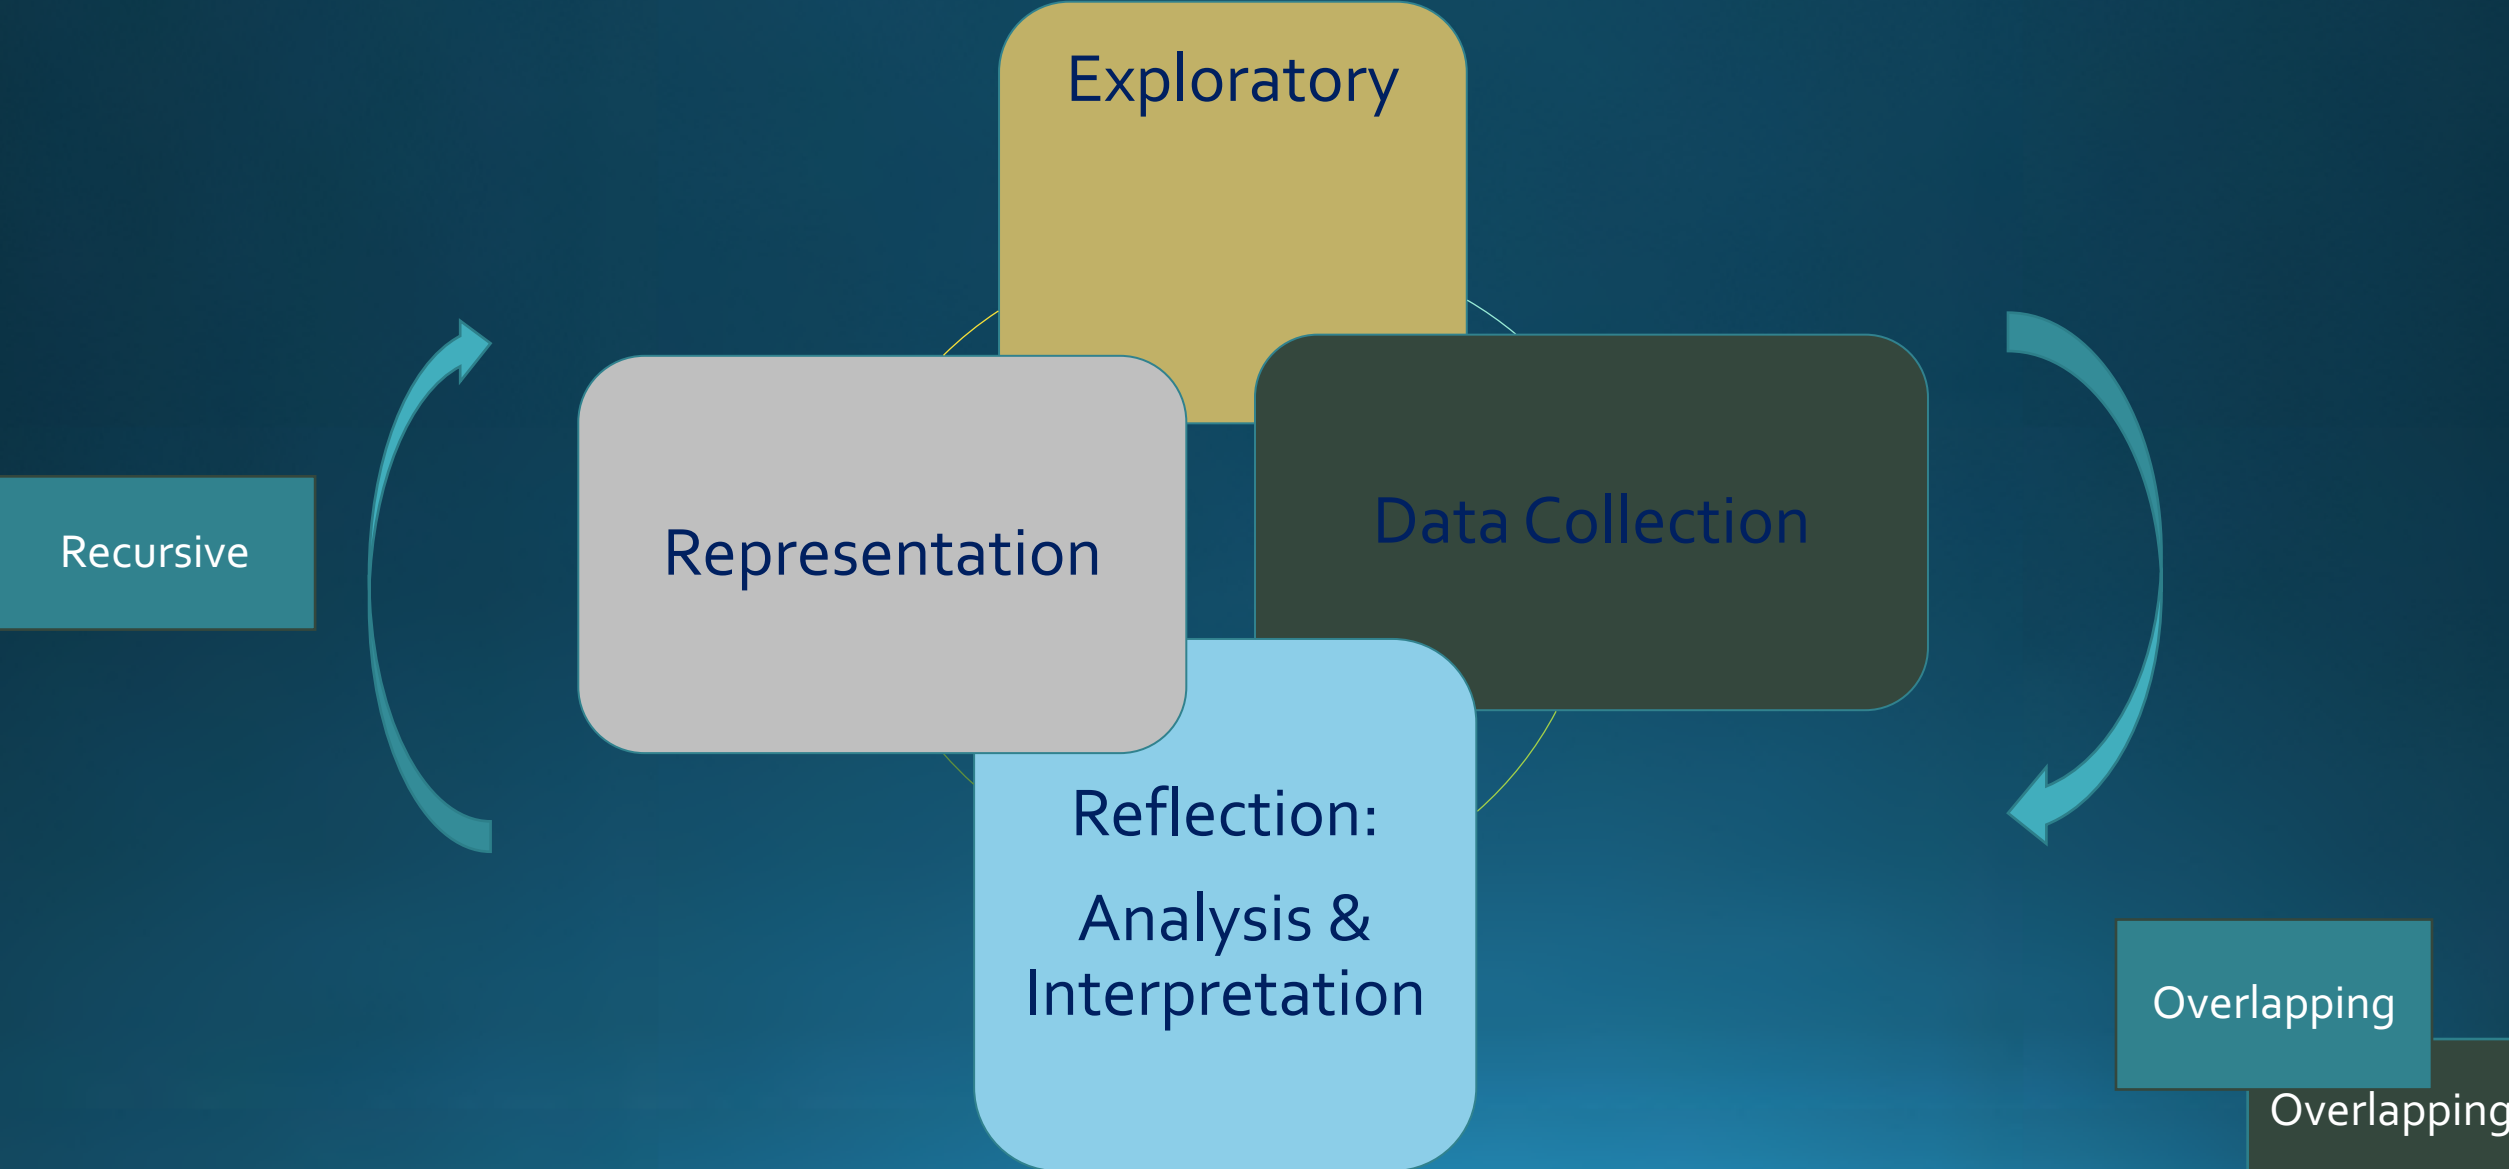 Exploratory
Data Collection
Representation
Recursive
Reflection:
Analysis &
Interpretation
Overlapping
Overlapping